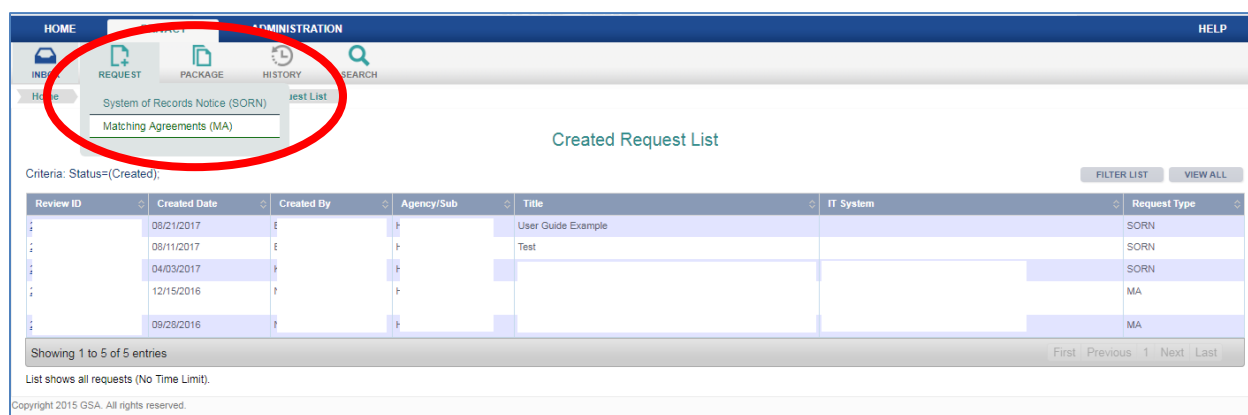 HOME ADMINISTRATION HELP
INBOX REQUEST PACKAGE HISTORY SEARCH
Home
System of Records Notice (SORN)
Matching Agreements (MA)
Created Request List
Criteria: Status=(Created);
FILTER LIST VIEW ALL
Review ID Created Date Created By Agency/Sub Title IT System Request Type
08/21/2017 User Guide Example SORN
08/11/2017 Test SORN
04/03/2017 SORN
12/15/2016 MA
09/28/2016 MA
Showing 1 to 5 of 5 entries First Previous 1 Next Last
List shows all requests (No Time Limit).
Copyright 2015 GSA. All rights reserved.